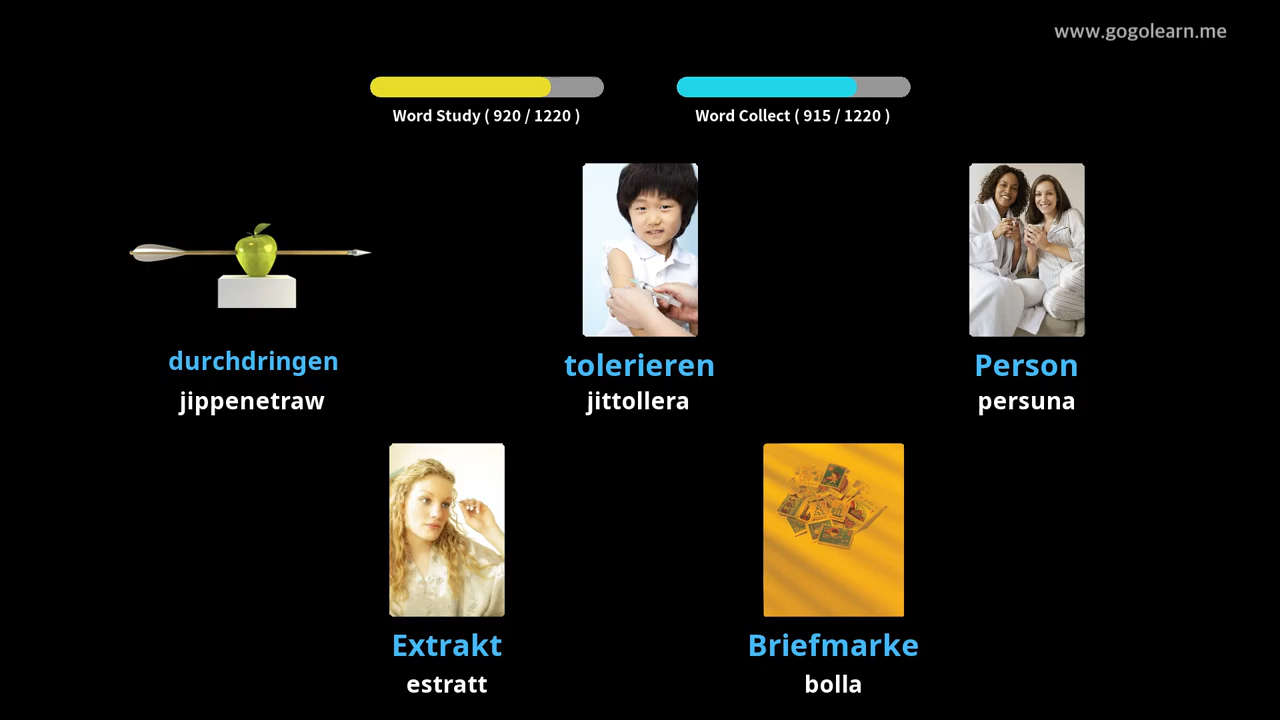 www.gogolearn.me
Word Study ( 920 / 1220 )
Word Collect ( 915 / 1220 )
durchdringen
jippenetraw
tolerieren
jittollera
Person
persuna
Extrakt
estratt
Briefmarke
bolla